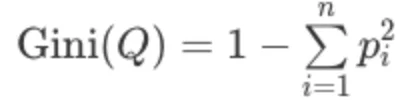 Gini(Q) = 1 − ∑_{i=1}^{n} p_i^2